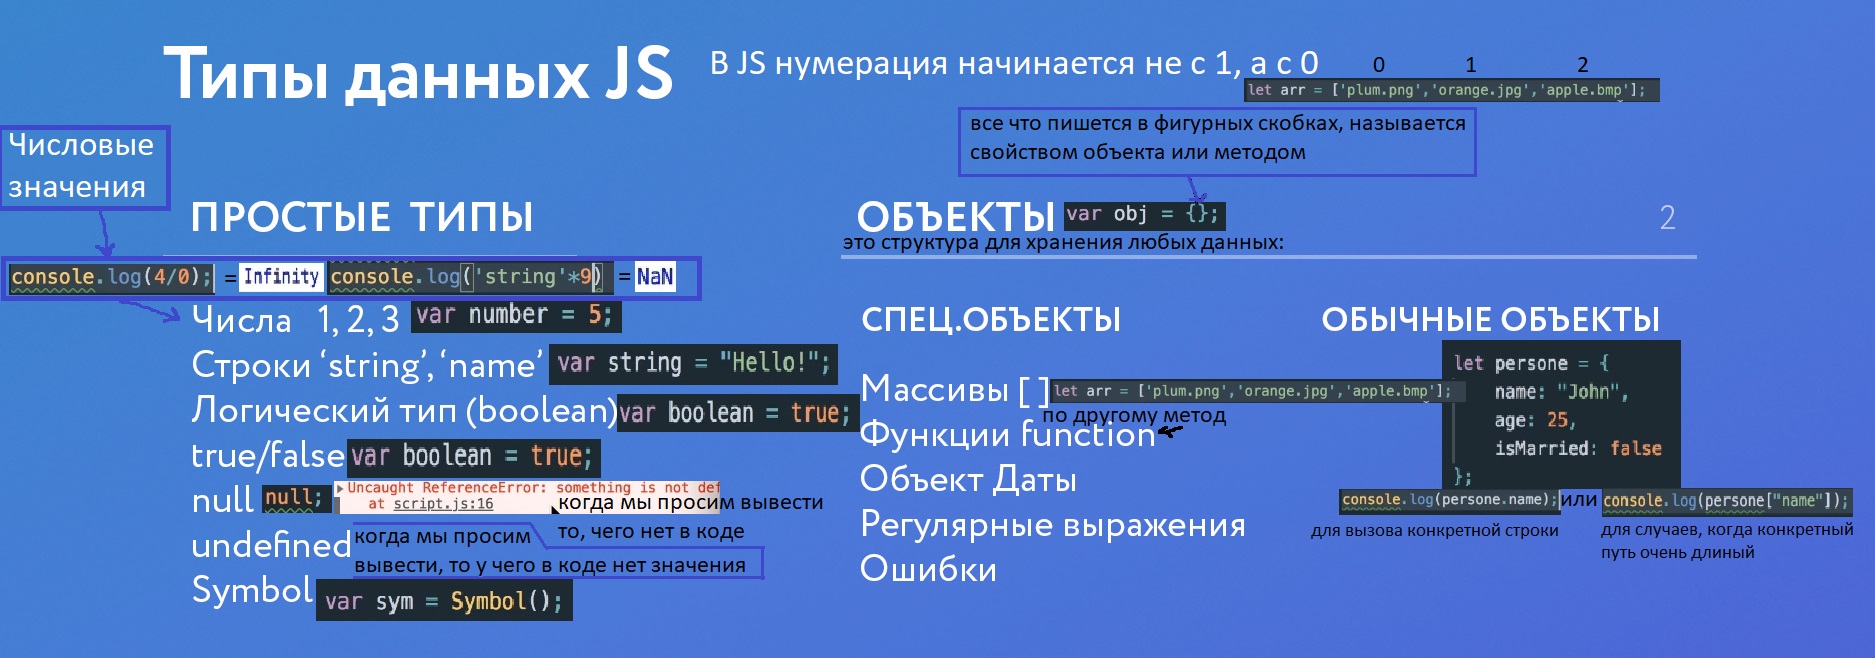 Типы данных JS
В JS нумерация начинается не с 1, а с 0
0 1 2
let arr = ['plum.png','orange.jpg','apple.bmp'];
все что пишется в фигурных скобках, называется
свойством объекта или методом
Числовые
значения
ПРОСТЫЕ ТИПЫ
console.log(4/0); = Infinity console.log('string'*9) = NaN
Числа 1, 2, 3 var number = 5;
Строки ‘string’, ‘name’ var string = "Hello!";
Логический тип (boolean) var boolean = true;
true/false var boolean = true;
null null; Uncaught ReferenceError: something is not def
at script.js:16
когда мы просим вывести
то, чего нет в коде
undefined когда мы просим
вывести, то у чего в коде нет значения
Symbol var sym = Symbol();
ОБЪЕКТЫ var obj = {};
2
это структура для хранения любых данных:
СПЕЦ.ОБЪЕКТЫ
Массивы [ ] let arr = ['plum.png','orange.jpg','apple.bmp'];
по другому метод
Функции function
Объект Даты
Регулярные выражения
Ошибки
ОБЫЧНЫЕ ОБЪЕКТЫ
let persone = {
name: "John",
age: 25,
isMarried: false
};
console.log(persone.name); или console.log(persone["name"]);
для вызова конкретной строки
для случаев, когда конкретный
путь очень длиный